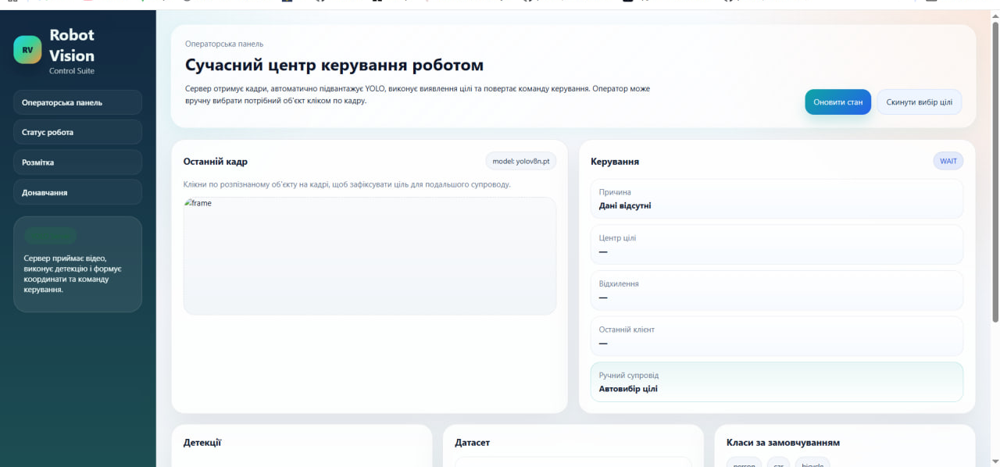 RV
Robot
Vision
Control Suite
Операторська панель
Статус робота
Розмітка
Донавчання
Сервер приймає відео,
виконує детекцію і формує
координати та команду
керування.
Операторська панель
Сучасний центр керування роботом
Сервер отримує кадри, автоматично підвантажує YOLO, виконує виявлення цілі та повертає команду керування. Оператор може
вручну вибрати потрібний об'єкт кліком по кадру.
Оновити стан
Скинути вибір цілі
Останній кадр
model: yolov8n.pt
Клікни по розпізнаному об'єкту на кадрі, щоб зафіксувати ціль для подальшого супроводу.
frame
Керування
WAIT
Причина
Дані відсутні
Центр цілі
—
Відхилення
—
Останній клієнт
—
Ручний супровід
Автовибір цілі
Детекції
Датасет
Класи за замовчуванням
person
car
bicycle